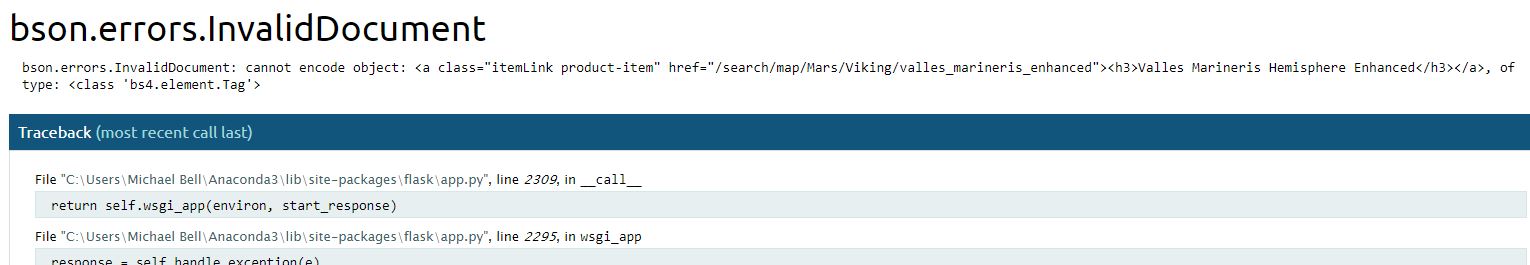 bson.errors.InvalidDocument
bson.errors.InvalidDocument: cannot encode object: <a class="itemLink product-item" href="/search/map/Mars/Viking/valles_marineris_enhanced"><h3>Valles Marineris Hemisphere Enhanced</h3></a>, of
type: <class 'bs4.element.Tag'>
Traceback (most recent call last)
File "C:\Users\Michael Bell\Anaconda3\lib\site-packages\flask\app.py", line 2309, in __call__
return self.wsgi_app(environ, start_response)
File "C:\Users\Michael Bell\Anaconda3\lib\site-packages\flask\app.py", line 2295, in wsgi_app
response = self.handle_exception(e)